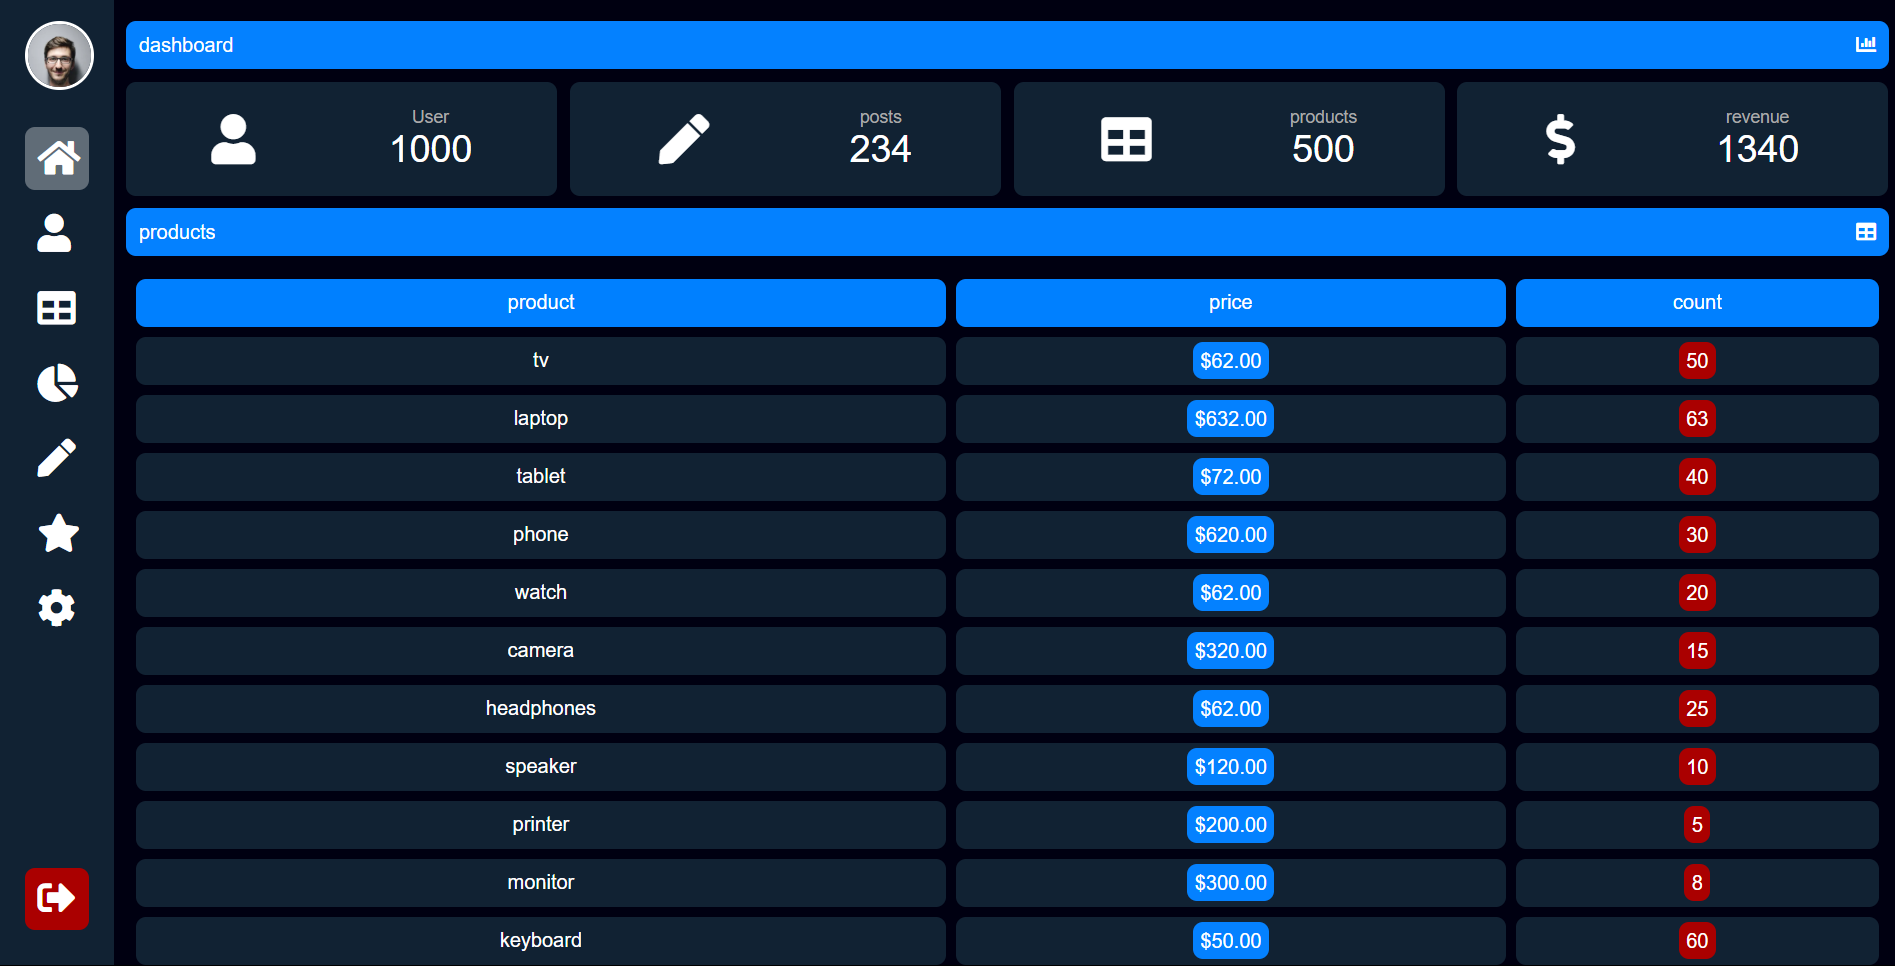 dashboard
User
1000
posts
234
products
500
revenue
1340
products
product price count
tv $62.00 50
laptop $632.00 63
tablet $72.00 40
phone $620.00 30
watch $62.00 20
camera $320.00 15
headphones $62.00 25
speaker $120.00 10
printer $200.00 5
monitor $300.00 8
keyboard $50.00 60